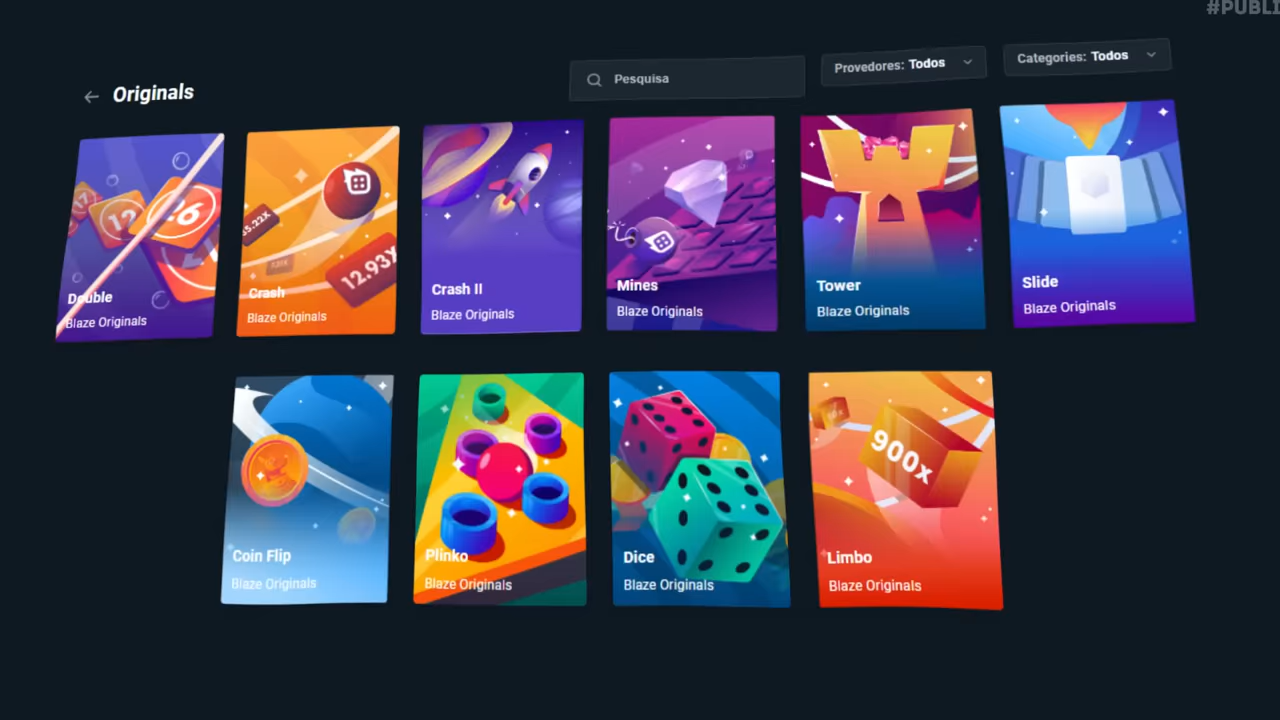 #PUBLI
Originals
Pesquisa
Provedores: Todos
Categories: Todos
12
Double
Blaze Originals
12.93X
Crash
Blaze Originals
Crash II
Blaze Originals
Mines
Blaze Originals
Tower
Blaze Originals
Slide
Blaze Originals
Coin Flip
Blaze Originals
Plinko
Blaze Originals
Dice
Blaze Originals
900x
Limbo
Blaze Originals